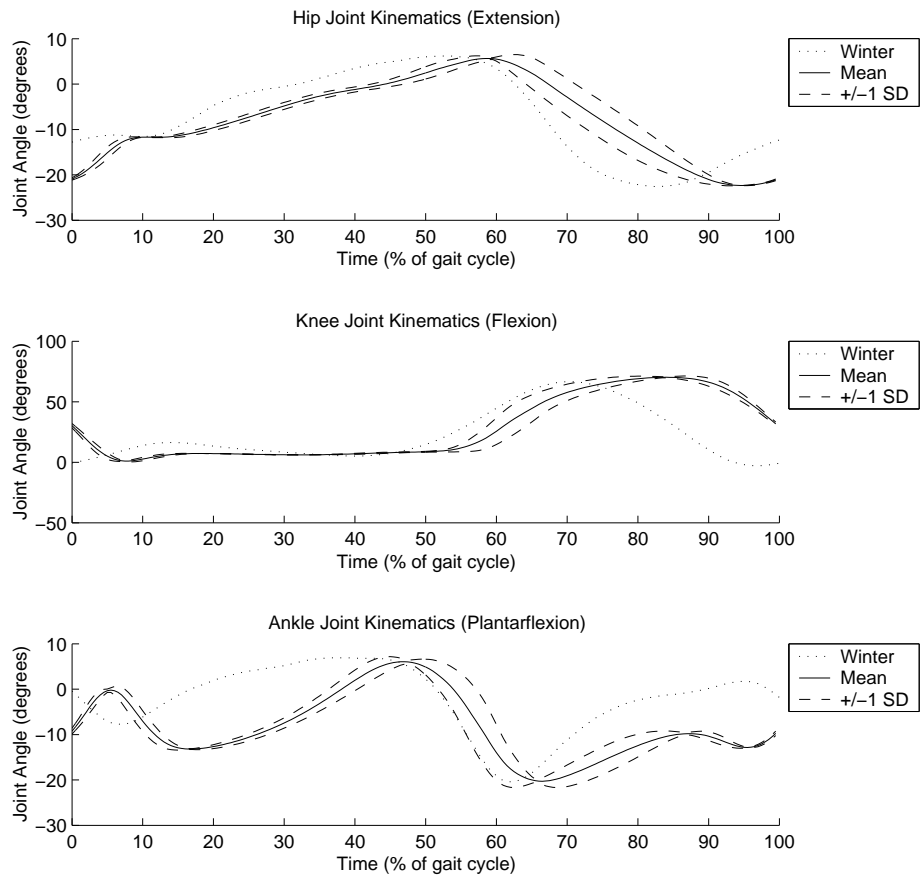 Hip Joint Kinematics (Extension)
Joint Angle (degrees)
10
0
−10
−20
−30
0 10 20 30 40 50 60 70 80 90 100
Time (% of gait cycle)
Winter
Mean
+/−1 SD
Knee Joint Kinematics (Flexion)
Joint Angle (degrees)
100
50
0
−50
0 10 20 30 40 50 60 70 80 90 100
Time (% of gait cycle)
Winter
Mean
+/−1 SD
Ankle Joint Kinematics (Plantarflexion)
Joint Angle (degrees)
10
0
−10
−20
−30
0 10 20 30 40 50 60 70 80 90 100
Time (% of gait cycle)
Winter
Mean
+/−1 SD